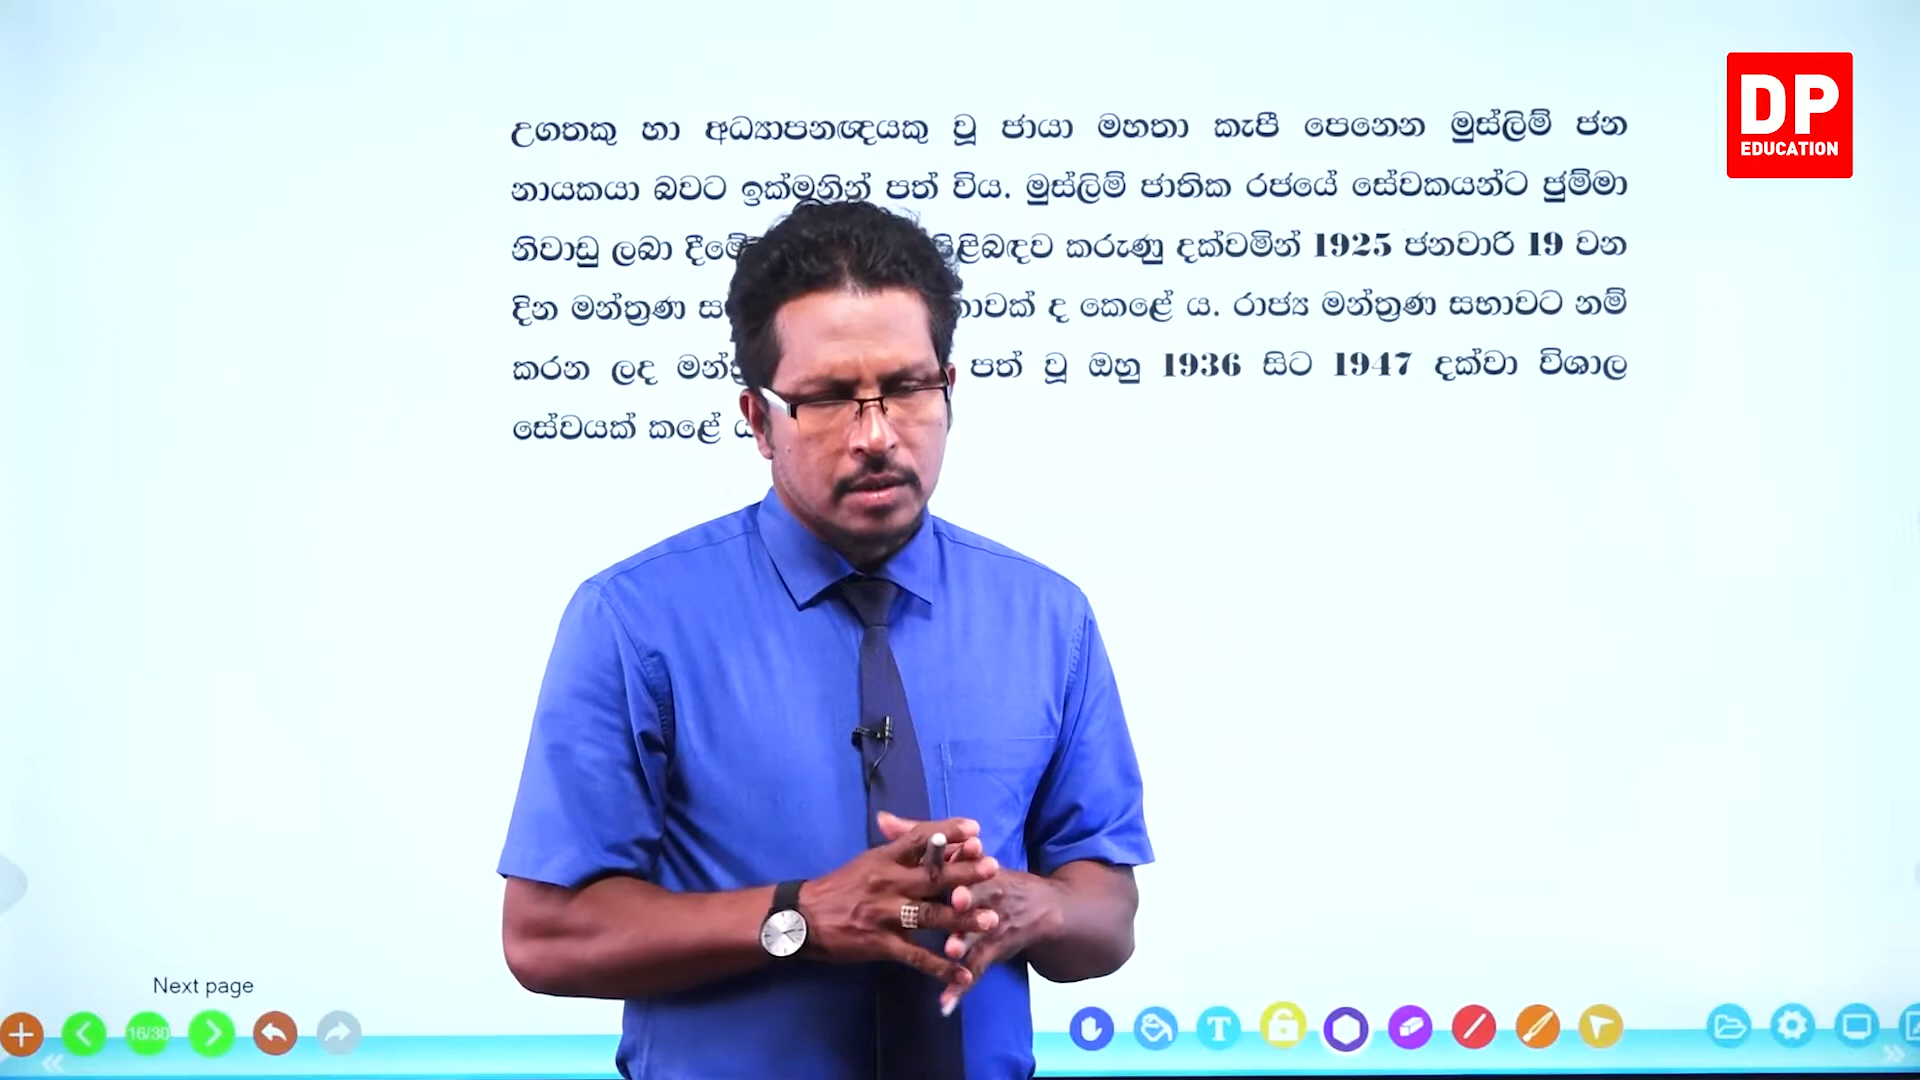 DP
EDUCATION
උගතකු හා අධ්‍යාපනඥයකු වූ ජායා මහතා කැපී පෙනෙන මුස්ලිම් ජන
නායකයා බවට ඉක්මනින් පත් විය. මුස්ලිම් ජාතික රජයේ සේවකයන්ට ජුම්මා
නිවාඩු ලබා දීමේ කරුණු දක්වමින් 1925 ජනවාරි 19 වන
දින මන්ත්‍රණ ද කෙළේ ය. රාජ්‍ය මන්ත්‍රණ සභාවට නම්
කරන ලද පත් වූ ඔහු 1936 සිට 1947 දක්වා විශාල
සේවයක් කළේ
Next page
16/30
T